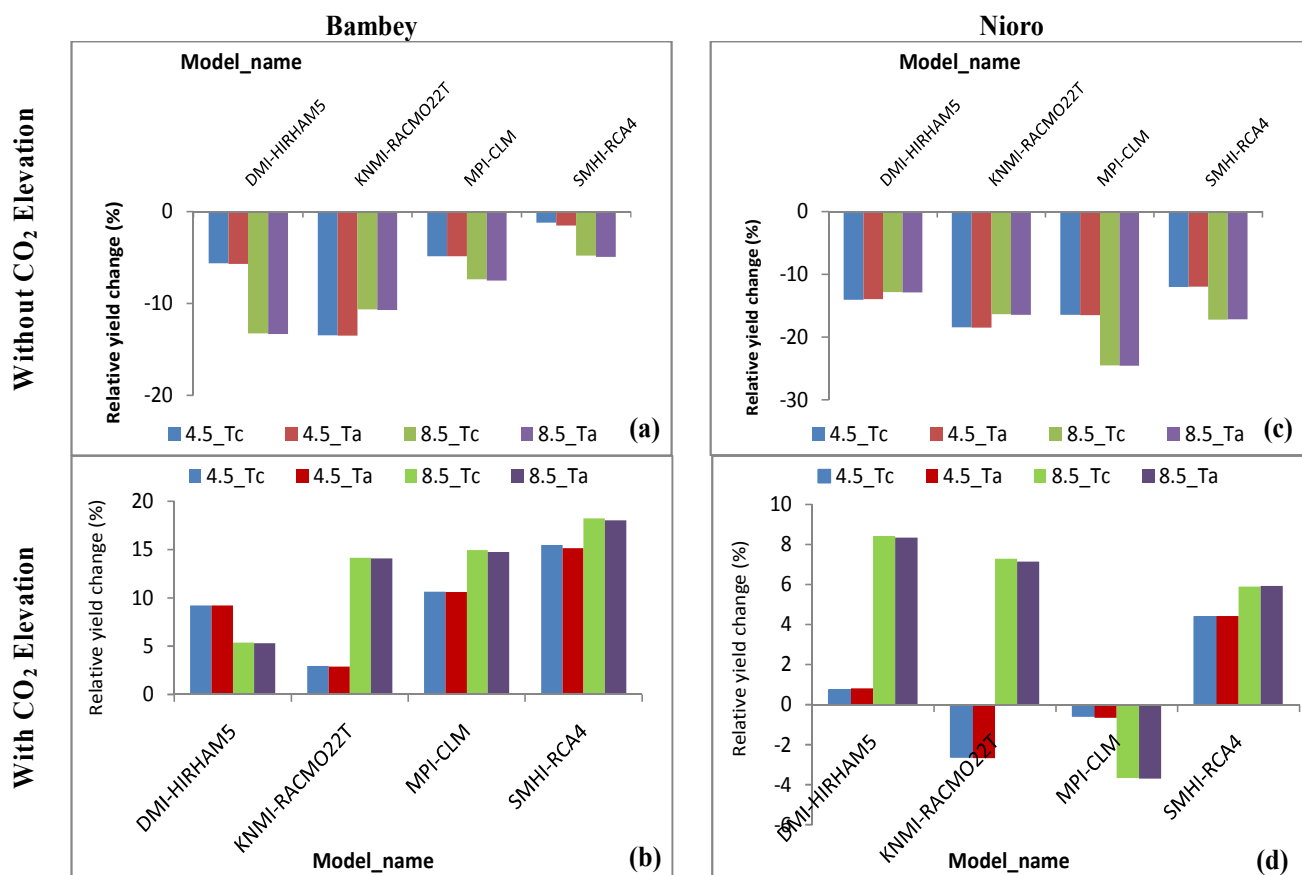 Bambey
Nioro
Without CO₂ Elevation
With CO₂ Elevation
Model_name
DMI-HIRHAM5
KNMI-RACMO22T
MPI-CLM
SMHI-RCA4
Relative yield change (%)
0
-10
-20
4.5_Tc 4.5_Ta 8.5_Tc 8.5_Ta
(a)
Model_name
DMI-HIRHAM5
KNMI-RACMO22T
MPI-CLM
SMHI-RCA4
Relative yield change (%)
0
-10
-20
-30
4.5_Tc 4.5_Ta 8.5_Tc 8.5_Ta
(c)
4.5_Tc 4.5_Ta 8.5_Tc 8.5_Ta
Relative yield change (%)
20
15
10
5
0
DMI-HIRHAM5
KNMI-RACMO22T
MPI-CLM
SMHI-RCA4
Model_name
(b)
4.5_Tc 4.5_Ta 8.5_Tc 8.5_Ta
Relative yield change (%)
10
8
6
4
2
0
-2
-4
-6
DMI-HIRHAM5
KNMI-RACMO22T
MPI-CLM
SMHI-RCA4
Model_name
(d)